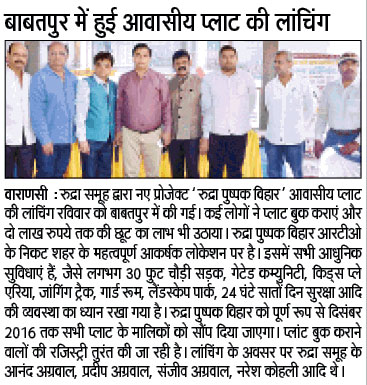 बाबतपुर में हुई आवासीय प्लाट की लांचिंग
वाराणसी : रुद्रा समूह द्वारा नए प्रोजेक्ट ' रुद्रा पुष्पक विहार ' आवासीय प्लाट
की लांचिंग रविवार को बाबतपुर में की गई। कई लोगों ने प्लाट बुक कराएं और
दो लाख रुपये तक की छूट का लाभ भी उठाया। रुद्रा पुष्पक विहार आरटीओ
के निकट शहर के महत्वपूर्ण आकर्षक लोकेशन पर है। इसमें सभी आधुनिक
सुविधाएं हैं, जैसे लगभग 30 फुट चौड़ी सड़क, गेटेड कम्युनिटी, किड्स प्ले
एरिया, जांगिंग ट्रैक, गार्ड रूम, लैंडस्केप पार्क, 24 घंटे सातों दिन सुरक्षा आदि
की व्यवस्था का ध्यान रखा गया है। रुद्रा पुष्पक विहार को पूर्ण रूप से दिसंबर
2016 तक सभी प्लाट के मालिकों को सौंप दिया जाएगा। प्लांट बुक कराने
वालों की रजिस्ट्री तुरंत की जा रही है। लांचिंग के अवसर पर रुद्रा समूह के
आनंद अग्रवाल, प्रदीप अग्रवाल, संजीव अग्रवाल, नरेश कोहली आदि थे।